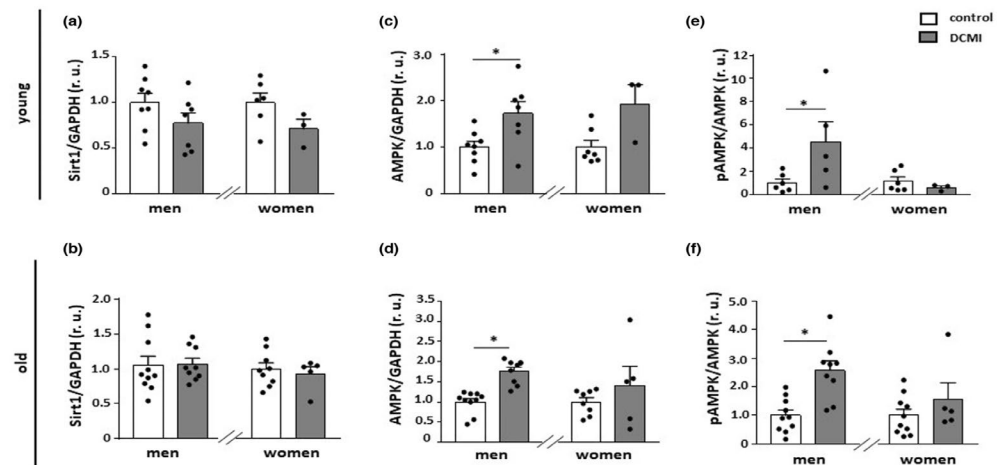 control
DCMI
young
(a)
Sirt1/GAPDH (r. u.)
1.5
1.0
0.5
0
men
women
(c)
AMPK/GAPDH (r. u.)
3.0
2.0
1.0
0
*
men
women
(e)
pAMPK/AMPK (r. u.)
12
10
8
6
4
2
0
*
men
women
old
(b)
Sirt1/GAPDH (r. u.)
2.0
1.5
1.0
0.5
0
men
women
(d)
AMPK/GAPDH (r. u.)
3.5
3.0
2.5
2.0
1.5
1.0
0.5
0
*
men
women
(f)
pAMPK/AMPK (r. u.)
5.0
4.0
3.0
2.0
1.0
0
*
men
women